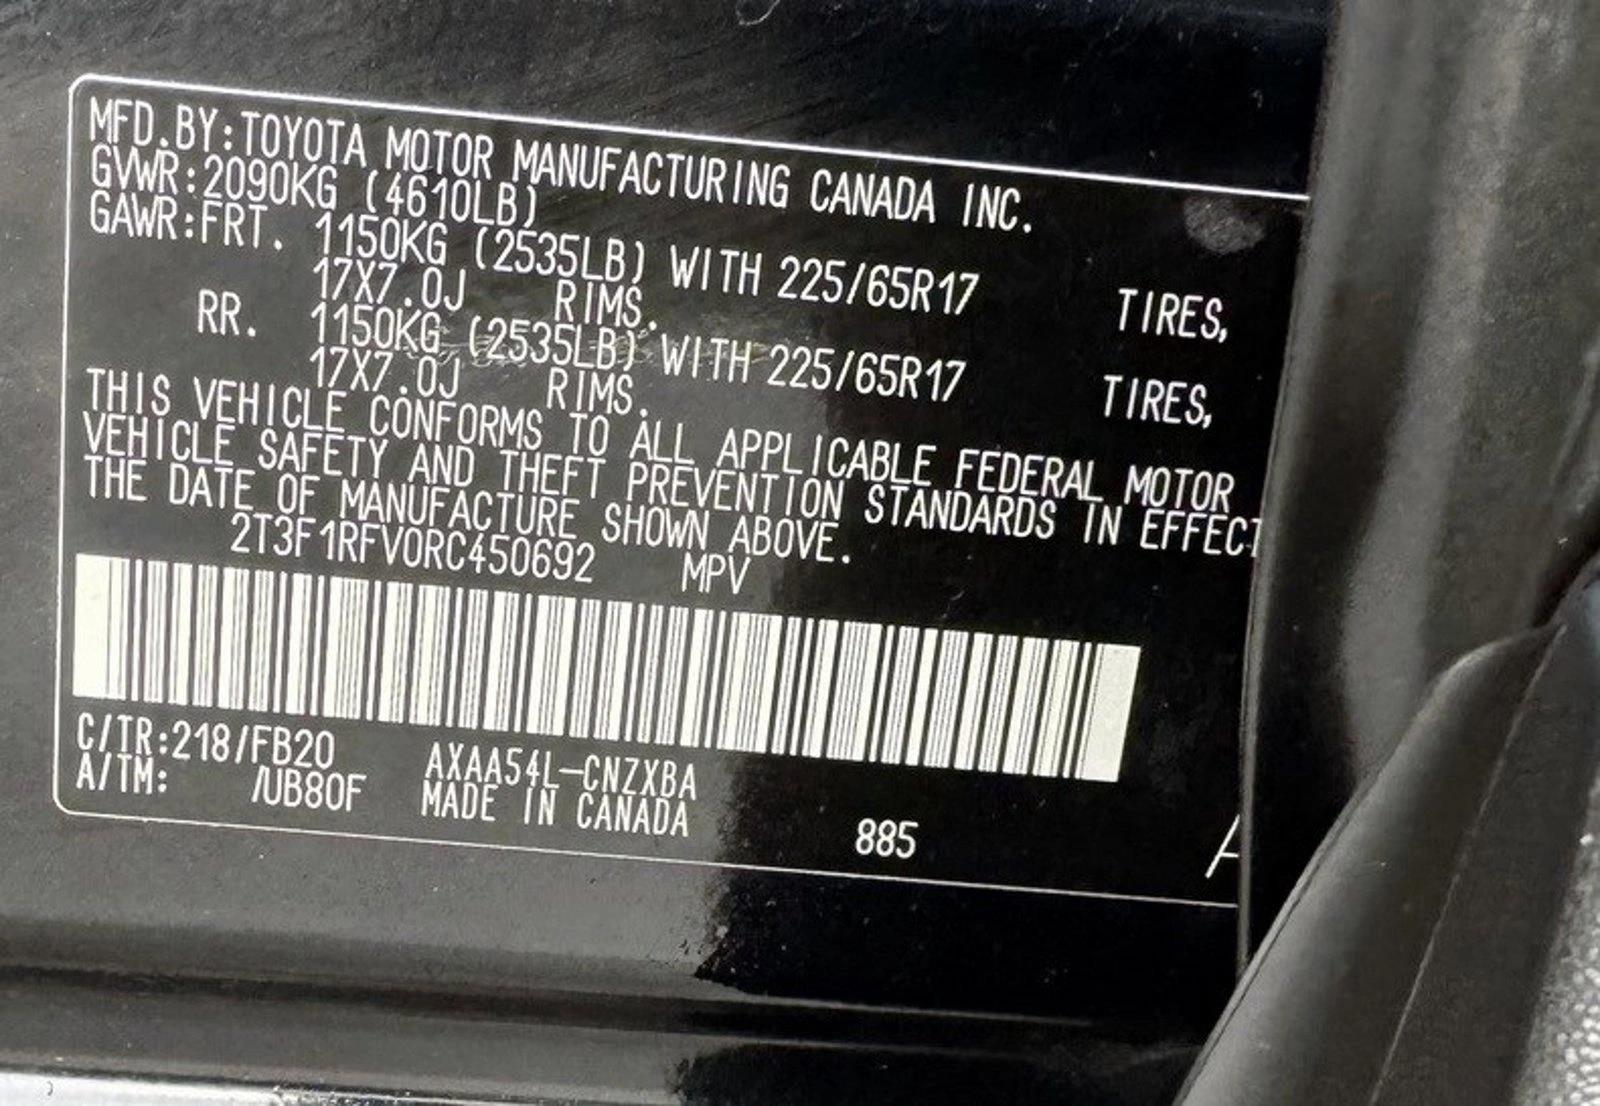 MFD.BY:TOYOTA MOTOR MANUFACTURING CANADA INC.
GVWR:2090KG (4610LB)
GAWR:FRT. 1150KG (2535LB) WITH 225/65R17 TIRES,
17X7.0J RIMS.
RR. 1150KG (2535LB) WITH 225/65R17 TIRES,
17X7.0J RIMS.
THIS VEHICLE CONFORMS TO ALL APPLICABLE FEDERAL MOTOR
VEHICLE SAFETY AND THEFT PREVENTION STANDARDS IN EFFECT
THE DATE OF MANUFACTURE SHOWN ABOVE.
2T3F1RFV0RC450692 MPV
C/TR:218/FB20 AXAA54L-CNZXBA
A/TM: /UB80F MADE IN CANADA
885